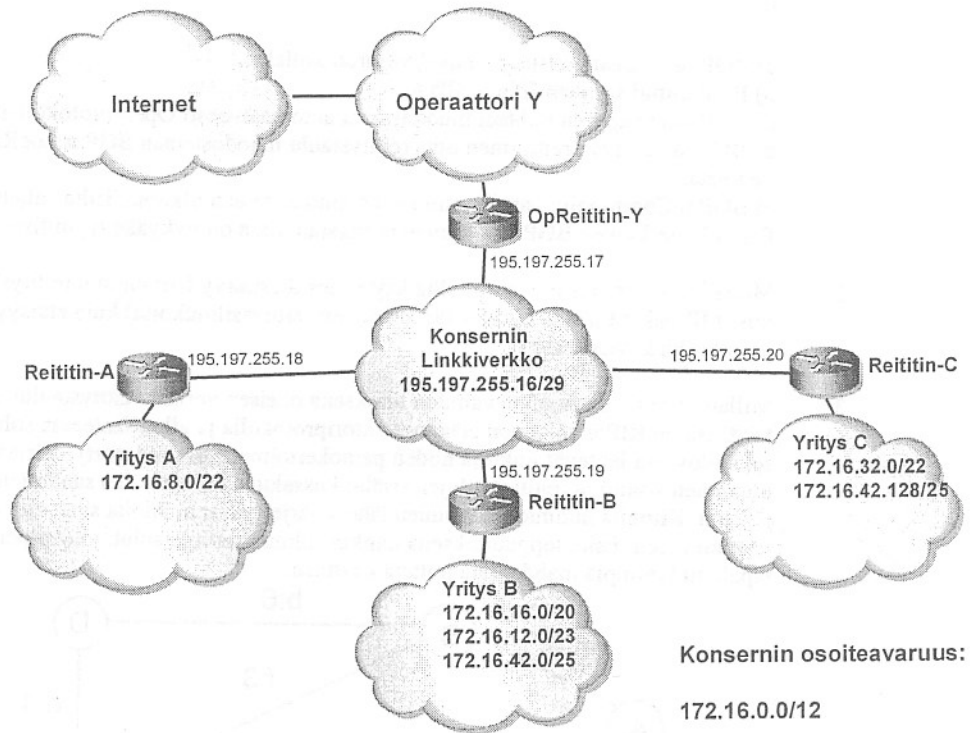 Internet
Operaattori Y
OpReititin-Y
195.197.255.17
Konsernin
Linkkiverkko
195.197.255.16/29
Reititin-A
195.197.255.18
195.197.255.20
Reititin-C
Yritys A
172.16.8.0/22
195.197.255.19
Reititin-B
Yritys C
172.16.32.0/22
172.16.42.128/25
Yritys B
172.16.16.0/20
172.16.12.0/23
172.16.42.0/25
Konsernin osoiteavaruus:
172.16.0.0/12